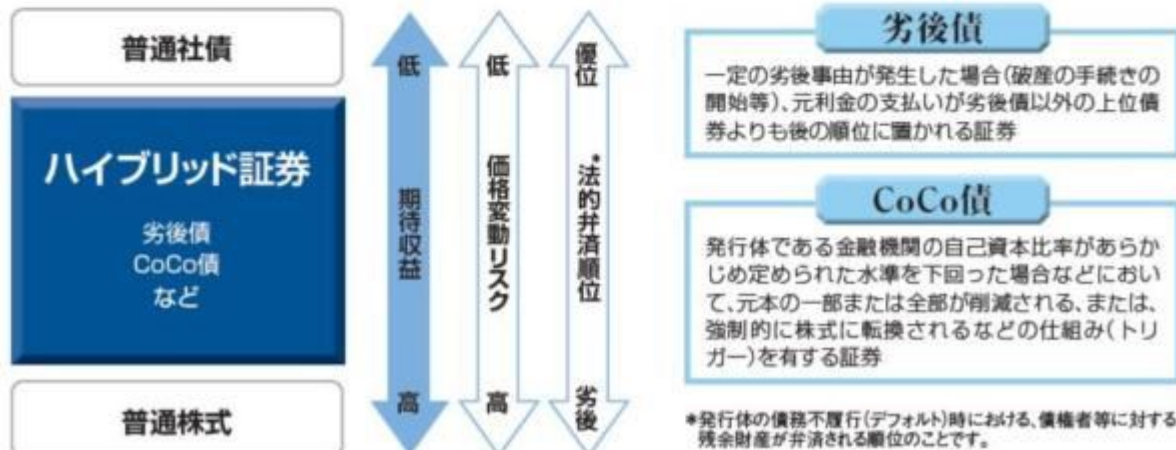 普通社債
ハイブリッド証券
劣後債
CoCo債
など
普通株式
低
期待収益
高
低
価格変動リスク
高
優位
*法的弁済順位
劣後
劣後債
一定の劣後事由が発生した場合(破産の手続きの
開始等)、元利金の支払いが劣後債以外の上位債
券よりも後の順位に置かれる証券
CoCo債
発行体である金融機関の自己資本比率があらか
じめ定められた水準を下回った場合などにおい
て、元本の一部または全部が削減される、または、
強制的に株式に転換されるなどの仕組み(トリ
ガー)を有する証券
*発行体の債務不履行(デフォルト)時における、債権者等に対する
残余財産が弁済される順位のことです。